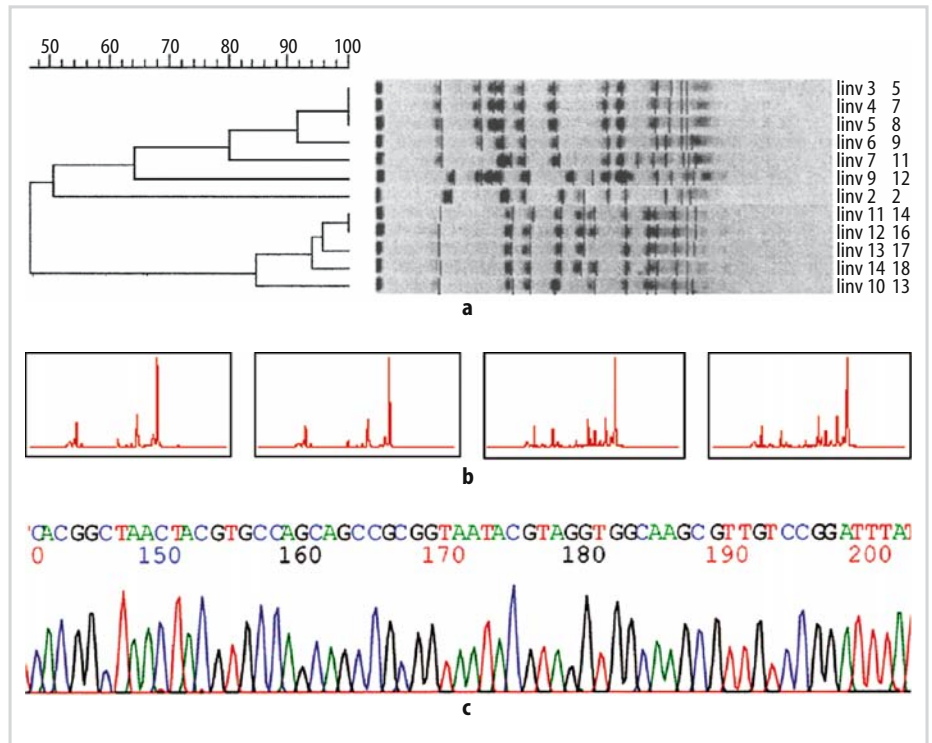 50 60 70 80 90 100
linv 3 5
linv 4 7
linv 5 8
linv 6 9
linv 7 11
linv 9 12
linv 2 2
linv 11 14
linv 12 16
linv 13 17
linv 14 18
linv 10 13
a
b
CACGGCTAACTACGTGCCAGCAGCCGCGGTAATACGTAGGTGGCAAGCGTTGTCCGGATTTAT
0 150 160 170 180 190 200
c